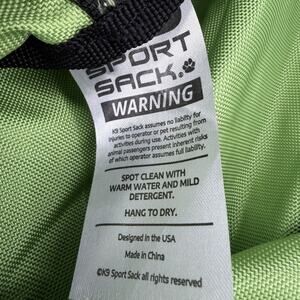 SPORT
SACK.
WARNING
K9 Sport Sack assumes no liability for
injuries to operator or pet resulting from
activities during use. Activities with
animal passengers present inherent risks
of which operator assumes full liability.
SPOT CLEAN WITH
WARM WATER AND MILD
DETERGENT.
HANG TO DRY.
Designed in the USA
Made in China
©K9 Sport Sack all rights reserved